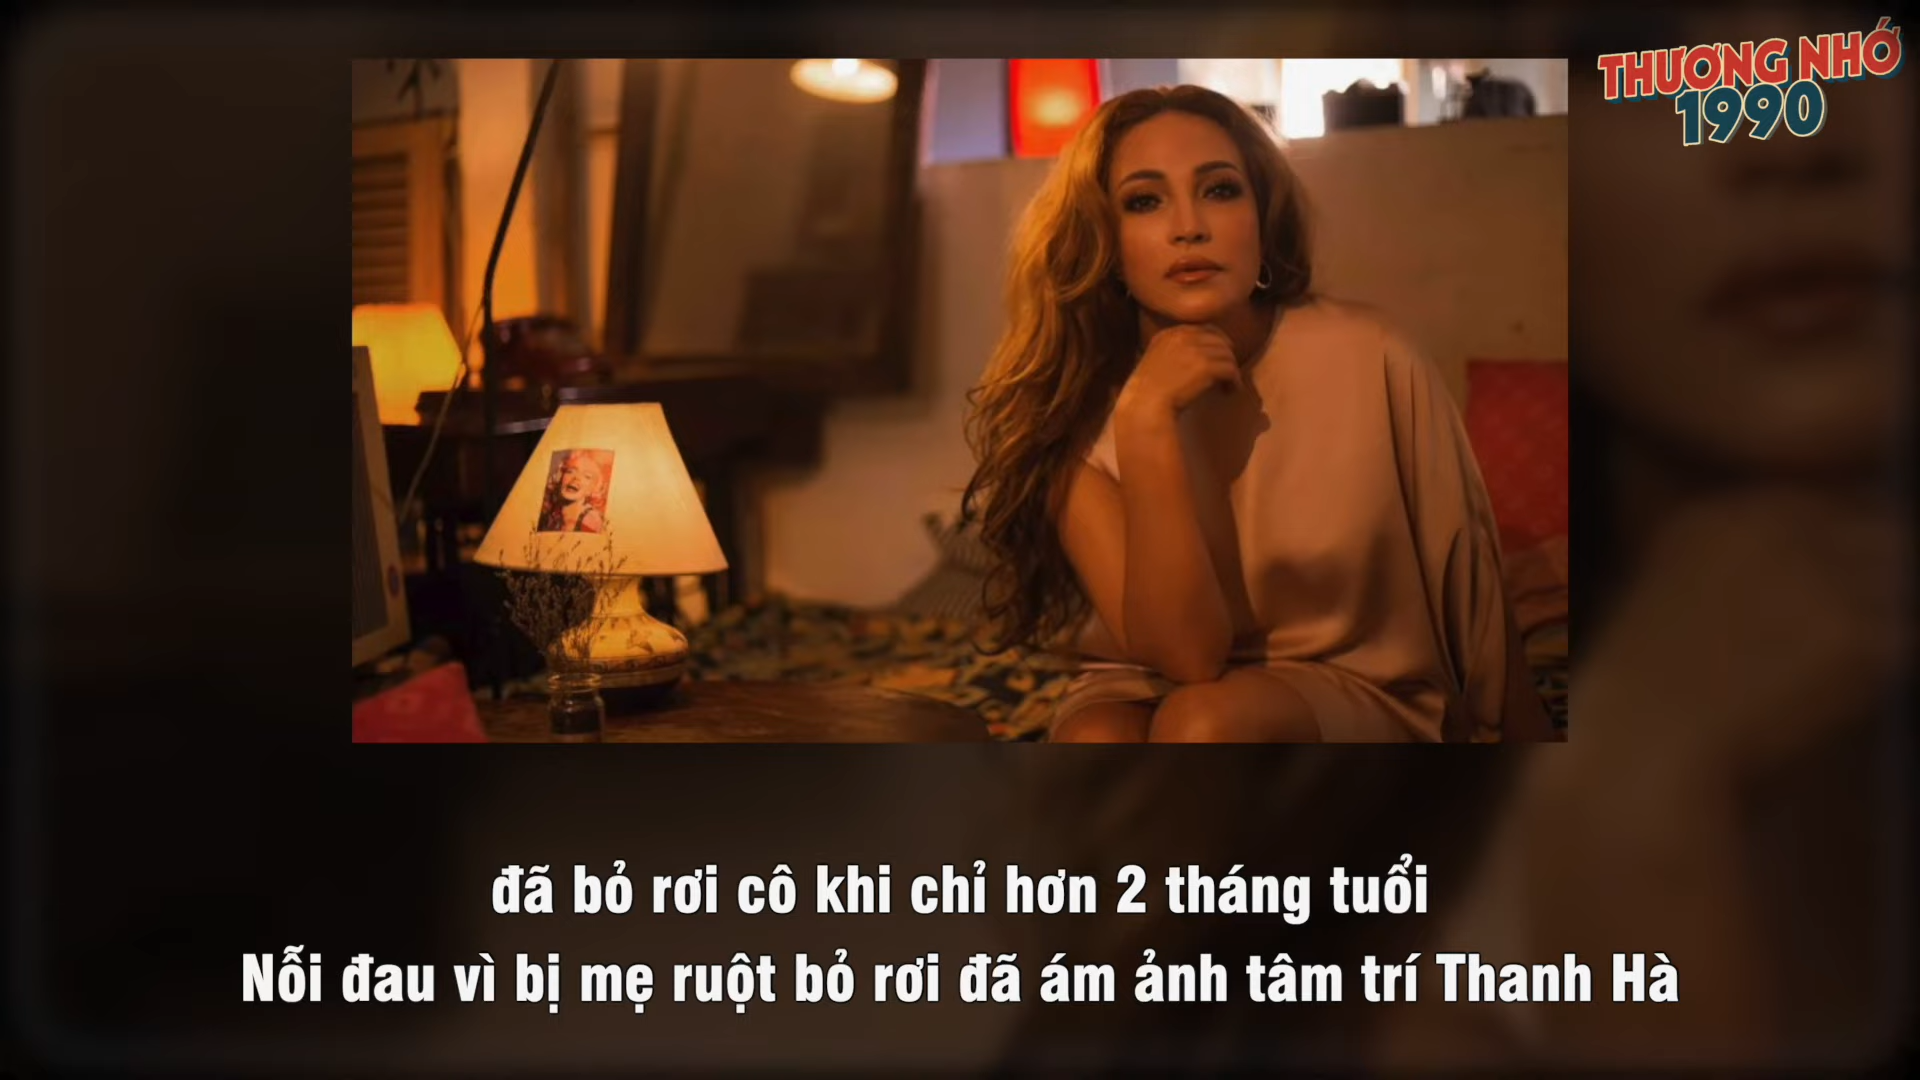 THƯƠNG NHỚ
1990
đã bỏ rơi cô khi chỉ hơn 2 tháng tuổi
Nỗi đau vì bị mẹ ruột bỏ rơi đã ám ảnh tâm trí Thanh Hà